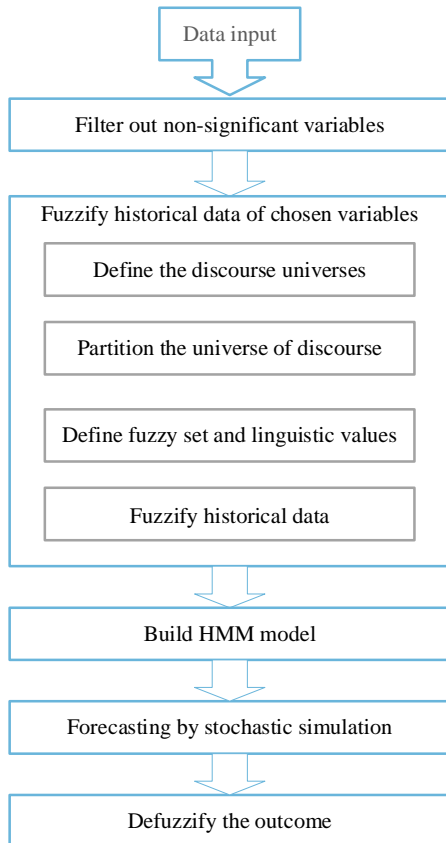 Data input
Filter out non-significant variables
Fuzzify historical data of chosen variables
Define the discourse universes
Partition the universe of discourse
Define fuzzy set and linguistic values
Fuzzify historical data
Build HMM model
Forecasting by stochastic simulation
Defuzzify the outcome